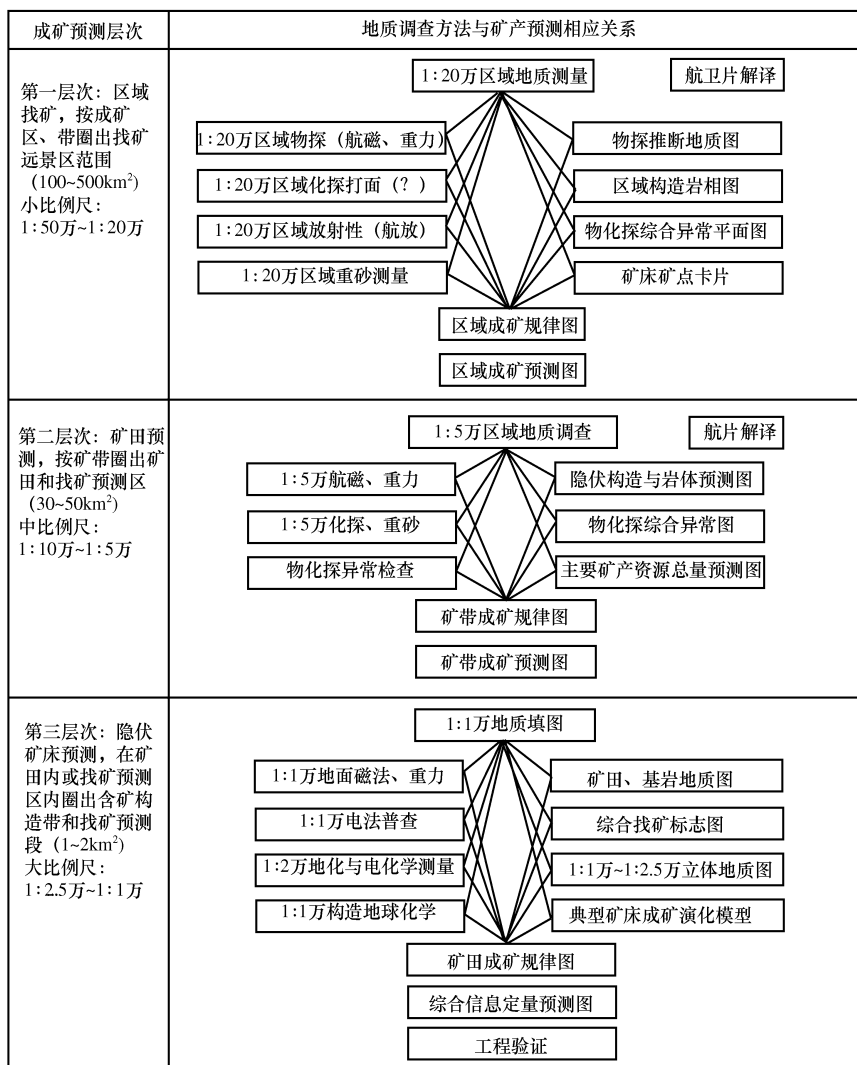 成矿预测层次
地质调查方法与矿产预测相应关系
第一层次：区域
找矿，按成矿
区、带圈出找矿
远景区范围
(100~500km²)
小比例尺：
1∶50万~1∶20万
1∶20万区域地质测量
航卫片解译
1∶20万区域物探（航磁、重力）
物探推断地质图
1∶20万区域化探打面（?）
区域构造岩相图
1∶20万区域放射性（航放）
物化探综合异常平面图
1∶20万区域重砂测量
矿床矿点卡片
区域成矿规律图
区域成矿预测图
第二层次：矿田预
测，按矿带圈出矿
田和找矿预测区
(30~50km²)
中比例尺：
1∶10万~1∶5万
1∶5万区域地质调查
航片解译
1∶5万航磁、重力
隐伏构造与岩体预测图
1∶5万化探、重砂
物化探综合异常图
物化探异常检查
主要矿产资源总量预测图
矿带成矿规律图
矿带成矿预测图
第三层次：隐伏
矿床预测，在矿
田内或找矿预测
区内圈出含矿构
造带和找矿预测
段 (1~2km²)
大比例尺：
1∶2.5万~1∶1万
1:1万地质填图
1:1万地面磁法、重力
矿田、基岩地质图
1:1万电法普查
综合找矿标志图
1:2万地化与电化学测量
1:1万~1:2.5万立体地质图
1:1万构造地球化学
典型矿床成矿演化模型
矿田成矿规律图
综合信息定量预测图
工程验证